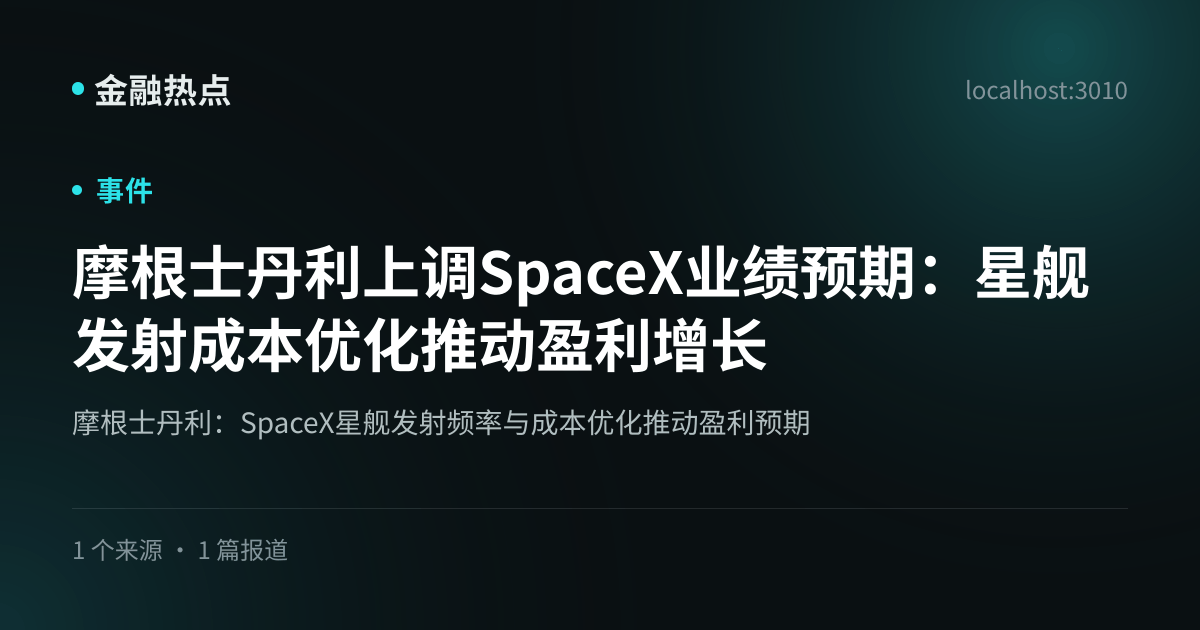 金融热点
localhost:3010
事件
摩根士丹利上调SpaceX业绩预期：星舰
发射成本优化推动盈利增长
摩根士丹利：SpaceX星舰发射频率与成本优化推动盈利预期
1 个来源 · 1 篇报道